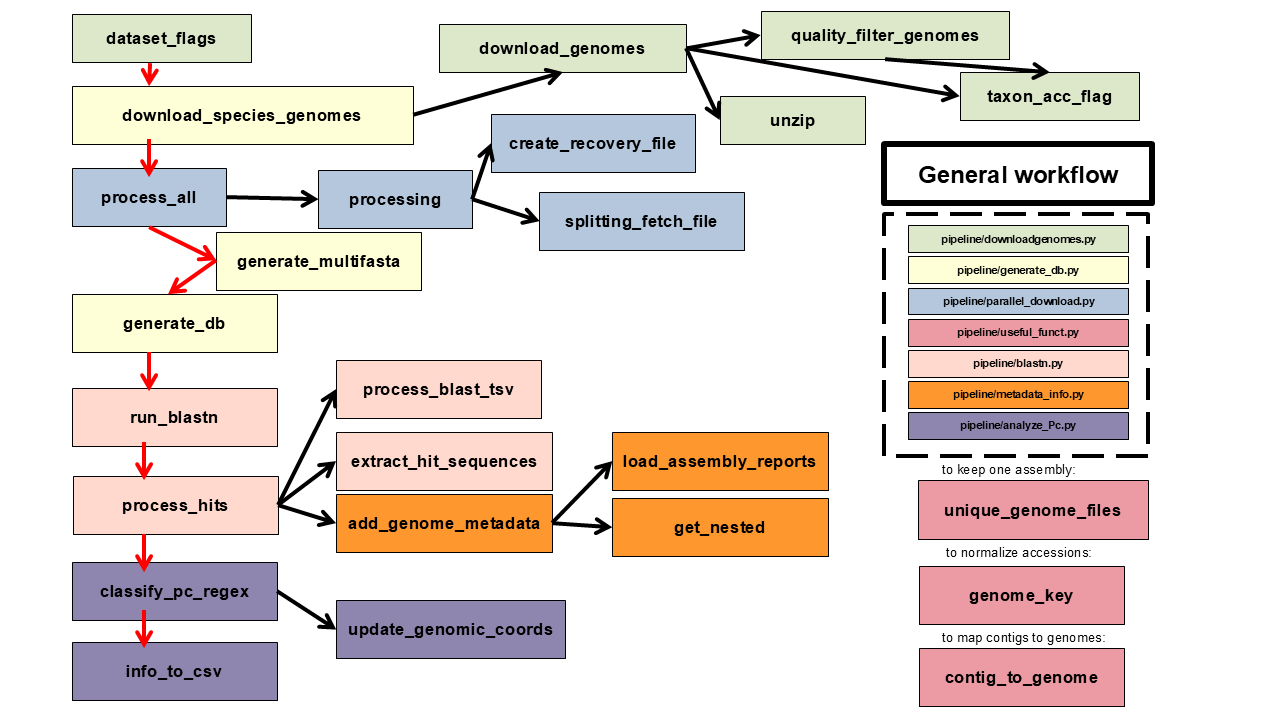 dataset_flags
download_genomes
quality_filter_genomes
taxon_acc_flag
download_species_genomes
unzip
create_recovery_file
process_all
processing
splitting_fetch_file
generate_multifasta
generate_db
run_blastn
process_blast_tsv
extract_hit_sequences
load_assembly_reports
process_hits
add_genome_metadata
get_nested
classify_pc_regex
update_genomic_coords
info_to_csv
General workflow
pipeline/downloadgenomes.py
pipeline/generate_db.py
pipeline/parallel_download.py
pipeline/useful_funct.py
pipeline/blastn.py
pipeline/metadata_info.py
pipeline/analyze_Pc.py
to keep one assembly:
unique_genome_files
to normalize accessions:
genome_key
to map contigs to genomes:
contig_to_genome